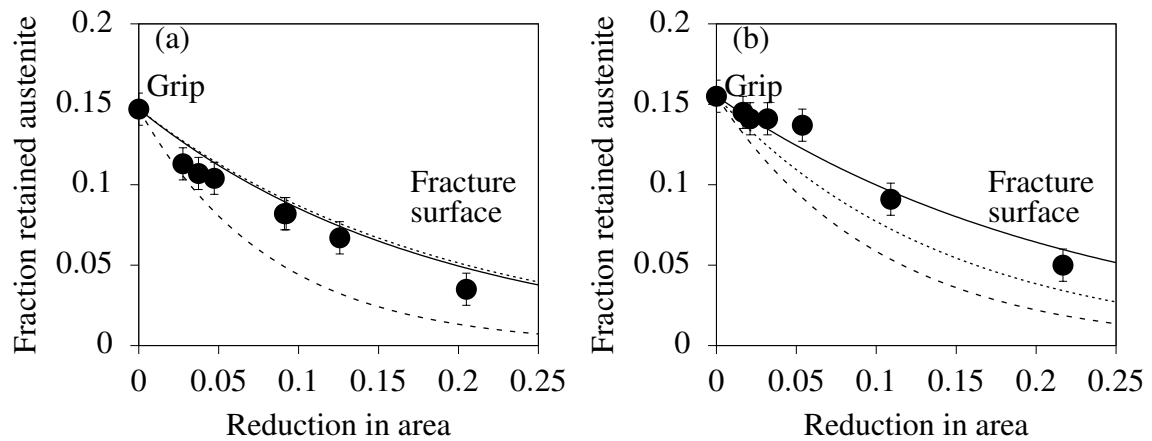 (a)
Fraction retained austenite
0.2
0.15
0.1
0.05
0
Grip
Fracture
surface
0
0.05
0.1
0.15
0.2
0.25
Reduction in area
(b)
Fraction retained austenite
0.2
0.15
0.1
0.05
0
Grip
Fracture
surface
0
0.05
0.1
0.15
0.2
0.25
Reduction in area